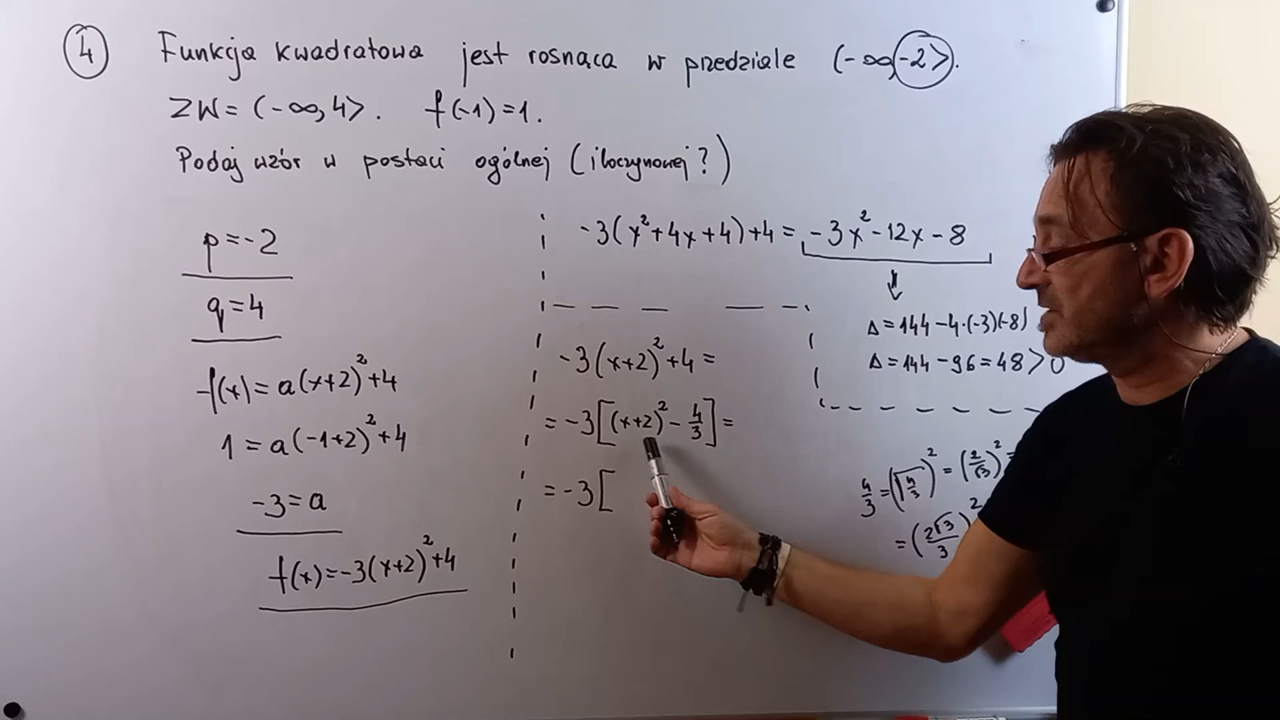 ④ Funkcja kwadratowa jest rosnąca w przedziale (-∞,-2>.
ZW=(-∞,4>. f(-1)=1.
Podaj wzór w postaci ogólnej (iloczynowej?)
p=-2
q=4
f(x)=a(x+2)²+4
1=a(-1+2)²+4
-3=a
f(x)=-3(x+2)²+4
-3(x²+4x+4)+4=-3x²-12x-8
↓
Δ=144-4·(-3)(-8)
Δ=144-96=48>0
-3(x+2)²+4=
=-3[(x+2)²-4/3]=
=-3[
4/3=(√4/3)²=(2/√3)²=
=(2√3/3)²